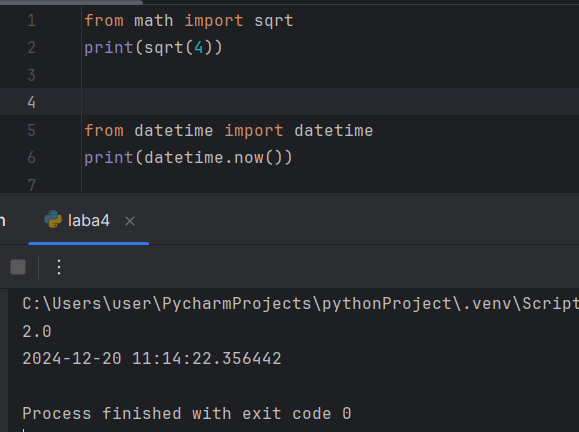 1 from math import sqrt
2 print(sqrt(4))
3
4
5 from datetime import datetime
6 print(datetime.now())
7
laba4 ×
C:\Users\user\PycharmProjects\pythonProject\.venv\Script
2.0
2024-12-20 11:14:22.356442
Process finished with exit code 0